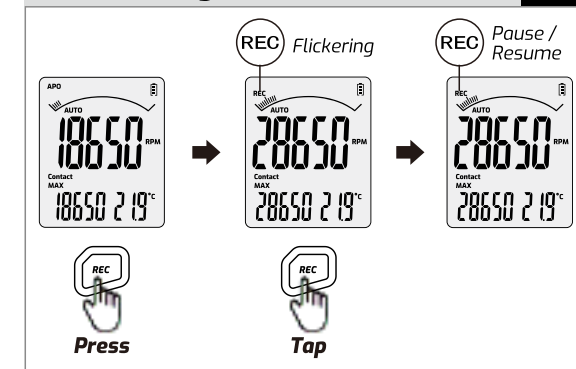 REC Flickering
REC Pause / Resume
APO
AUTO
18650 RPM
Contact
MAX
18650 21.9°C
REC
AUTO
28650 RPM
Contact
MAX
28650 21.9°C
REC
AUTO
28650 RPM
Contact
MAX
28650 21.9°C
REC
Press
REC
Tap